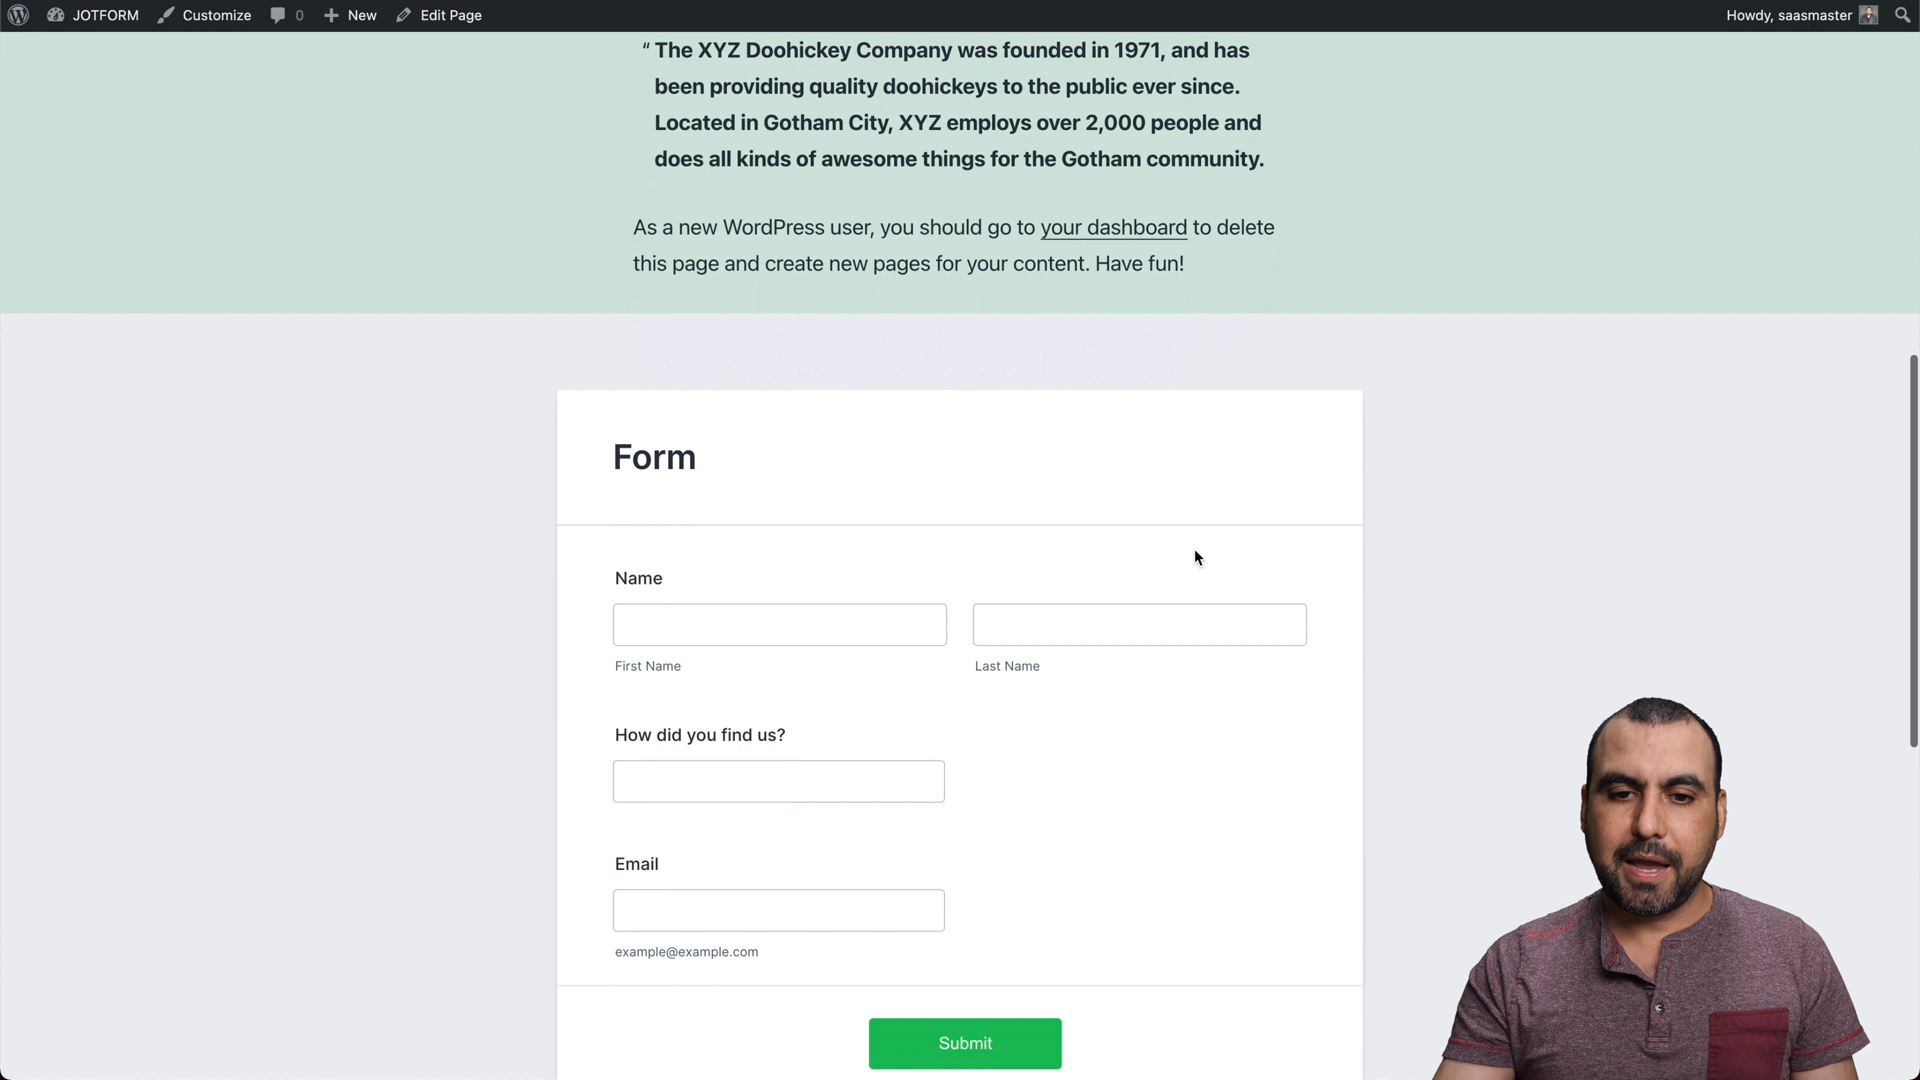 JOTFORM Customize 0 New Edit Page Howdy, saasmaster
“ The XYZ Doohickey Company was founded in 1971, and has
been providing quality doohickeys to the public ever since.
Located in Gotham City, XYZ employs over 2,000 people and
does all kinds of awesome things for the Gotham community.
As a new WordPress user, you should go to your dashboard to delete
this page and create new pages for your content. Have fun!
Form
Name
First Name Last Name
How did you find us?
Email
example@example.com
Submit